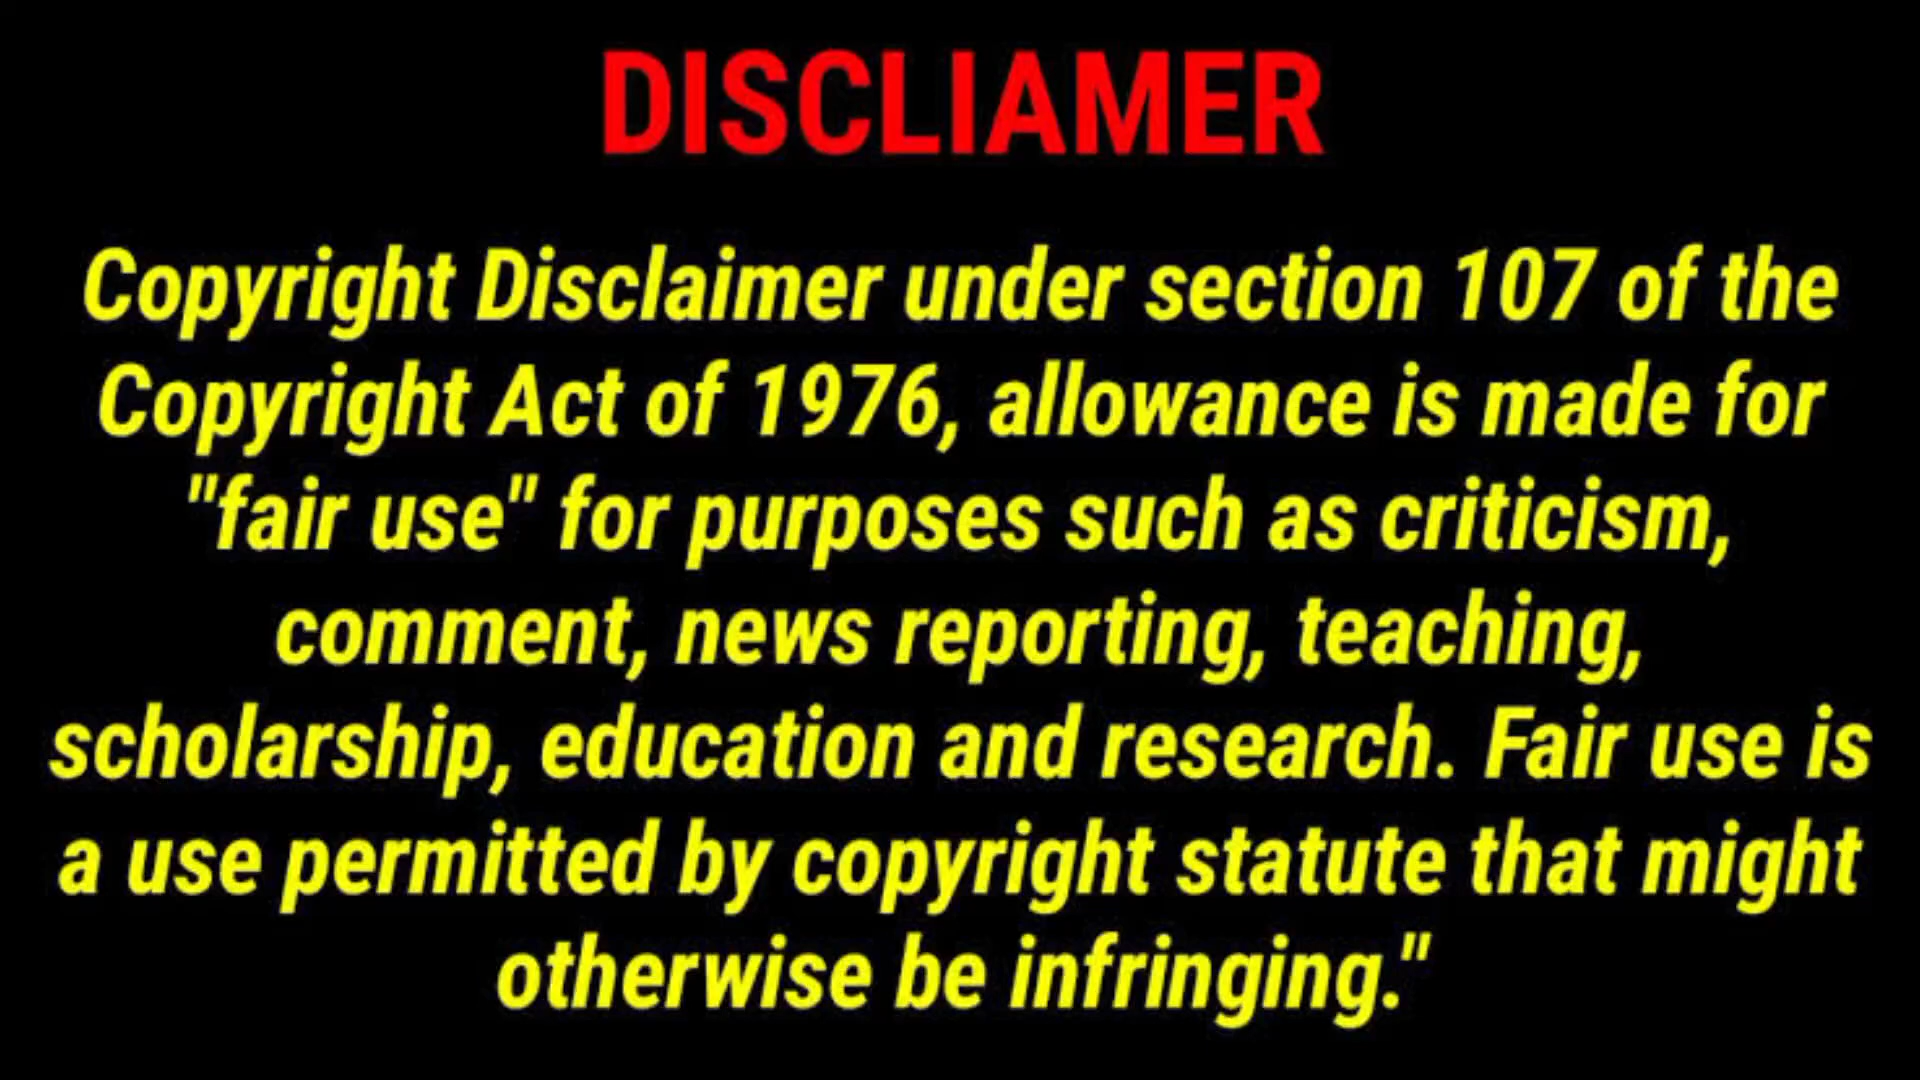 DISCLIAMER
Copyright Disclaimer under section 107 of the
Copyright Act of 1976, allowance is made for
"fair use" for purposes such as criticism,
comment, news reporting, teaching,
scholarship, education and research. Fair use is
a use permitted by copyright statute that might
otherwise be infringing."